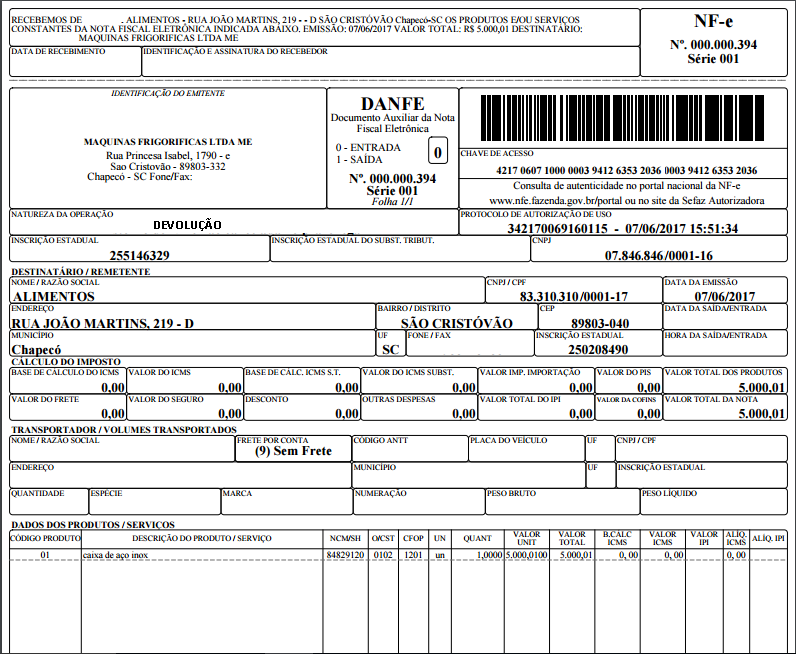 RECEBEMOS DE . ALIMENTOS - RUA JOÃO MARTINS, 219 - - D SÃO CRISTÓVÃO Chapecó-SC OS PRODUTOS E/OU SERVIÇOS
CONSTANTES DA NOTA FISCAL ELETRÔNICA INDICADA ABAIXO. EMISSÃO: 07/06/2017 VALOR TOTAL: R$ 5.000,01 DESTINATÁRIO:
MAQUINAS FRIGORIFICAS LTDA ME
NF-e
Nº. 000.000.394
Série 001
DATA DE RECEBIMENTO IDENTIFICAÇÃO E ASSINATURA DO RECEBEDOR
IDENTIFICAÇÃO DO EMITENTE
MAQUINAS FRIGORIFICAS LTDA ME
Rua Princesa Isabel, 1790 - e
Sao Cristovão - 89803-332
Chapecó - SC Fone/Fax:
DANFE
Documento Auxiliar da Nota
Fiscal Eletrônica
0 - ENTRADA
1 - SAÍDA
0
Nº. 000.000.394
Série 001
Folha 1/1
CHAVE DE ACESSO
4217 0607 1000 0003 9412 6353 2036 0003 9412 6353 2036
Consulta de autenticidade no portal nacional da NF-e
www.nfe.fazenda.gov.br/portal ou no site da Sefaz Autorizadora
NATUREZA DA OPERAÇÃO
DEVOLUÇÃO
PROTOCOLO DE AUTORIZAÇÃO DE USO
342170069160115 - 07/06/2017 15:51:34
INSCRIÇÃO ESTADUAL INSCRIÇÃO ESTADUAL DO SUBST. TRIBUT. CNPJ
255146329 07.846.846/0001-16
DESTINATÁRIO / REMETENTE
NOME / RAZÃO SOCIAL CNPJ / CPF DATA DA EMISSÃO
ALIMENTOS 83.310.310/0001-17 07/06/2017
ENDEREÇO BAIRRO / DISTRITO CEP DATA DA SAÍDA/ENTRADA
RUA JOÃO MARTINS, 219 - D SÃO CRISTÓVÃO 89803-040
MUNICÍPIO UF FONE / FAX INSCRIÇÃO ESTADUAL HORA DA SAÍDA/ENTRADA
Chapecó SC 250208490
CÁLCULO DO IMPOSTO
BASE DE CÁLCULO DO ICMS VALOR DO ICMS BASE DE CÁLC. ICMS S.T. VALOR DO ICMS SUBST. VALOR IMP. IMPORTAÇÃO VALOR DO PIS VALOR TOTAL DOS PRODUTOS
0,00 0,00 0,00 0,00 0,00 0,00 5.000,01
VALOR DO FRETE VALOR DO SEGURO DESCONTO OUTRAS DESPESAS VALOR TOTAL DO IPI VALOR DA COFINS VALOR TOTAL DA NOTA
0,00 0,00 0,00 0,00 0,00 0,00 5.000,01
TRANSPORTADOR / VOLUMES TRANSPORTADOS
NOME / RAZÃO SOCIAL FRETE POR CONTA CÓDIGO ANTT PLACA DO VEÍCULO UF CNPJ / CPF
(9) Sem Frete
ENDEREÇO MUNICÍPIO UF INSCRIÇÃO ESTADUAL
QUANTIDADE ESPÉCIE MARCA NUMERAÇÃO PESO BRUTO PESO LÍQUIDO
DADOS DOS PRODUTOS / SERVIÇOS
CÓDIGO PRODUTO DESCRIÇÃO DO PRODUTO / SERVIÇO NCM/SH O/CST CFOP UN QUANT VALOR UNIT VALOR TOTAL B.CALC ICMS VALOR ICMS VALOR IPI ALIQ. ICMS ALÍQ. IPI
01 caixa de aço inox 84829120 0102 1201 un 1,0000 5.000,0100 5.000,01 0, 00 0, 00 0, 00